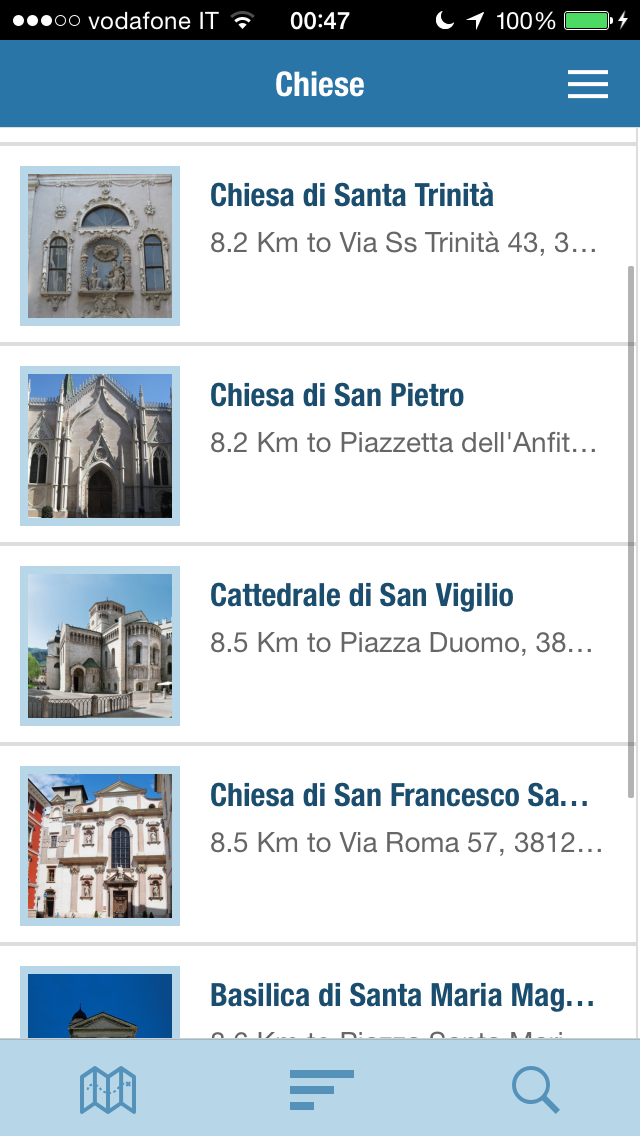 vodafone IT 00:47 100%
Chiese
Chiesa di Santa Trinità
8.2 Km to Via Ss Trinità 43, 3…
Chiesa di San Pietro
8.2 Km to Piazzetta dell'Anfit…
Cattedrale di San Vigilio
8.5 Km to Piazza Duomo, 38…
Chiesa di San Francesco Sa…
8.5 Km to Via Roma 57, 3812…
Basilica di Santa Maria Mag…